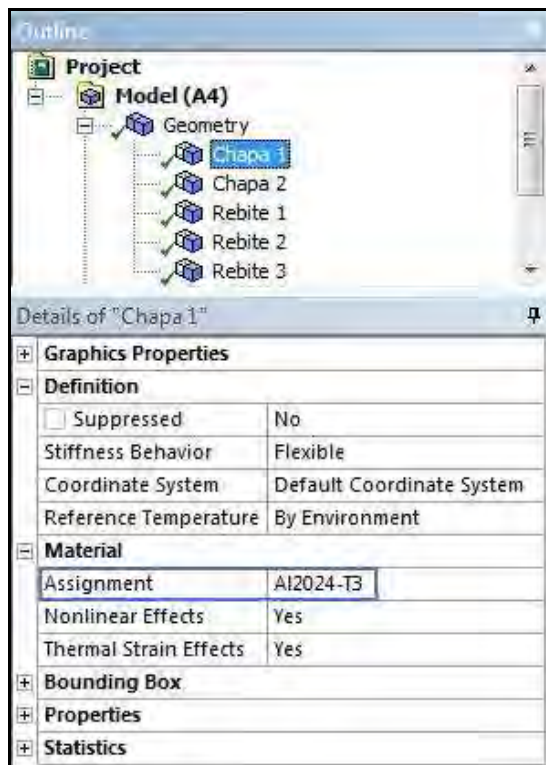 Outline
Project
Model (A4)
Geometry
Chapa 1
Chapa 2
Rebite 1
Rebite 2
Rebite 3
Details of "Chapa 1"
Graphics Properties
Definition
Suppressed No
Stiffness Behavior Flexible
Coordinate System Default Coordinate System
Reference Temperature By Environment
Material
Assignment Al2024-T3
Nonlinear Effects Yes
Thermal Strain Effects Yes
Bounding Box
Properties
Statistics